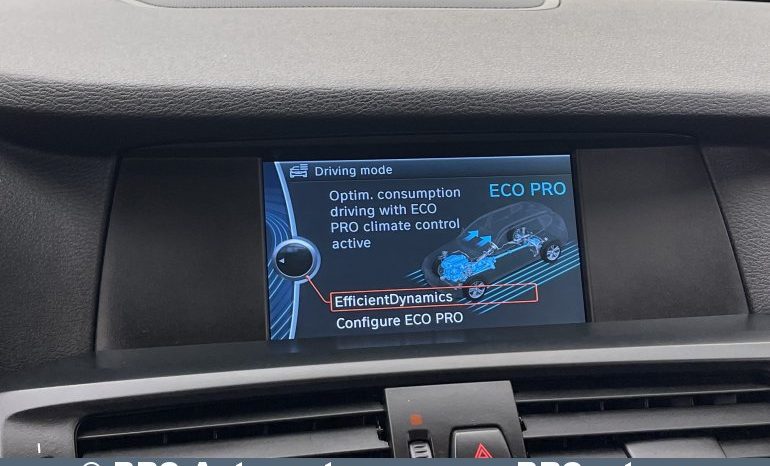 Driving mode
ECO PRO
Optim. consumption
driving with ECO
PRO climate control
active
EfficientDynamics
Configure ECO PRO